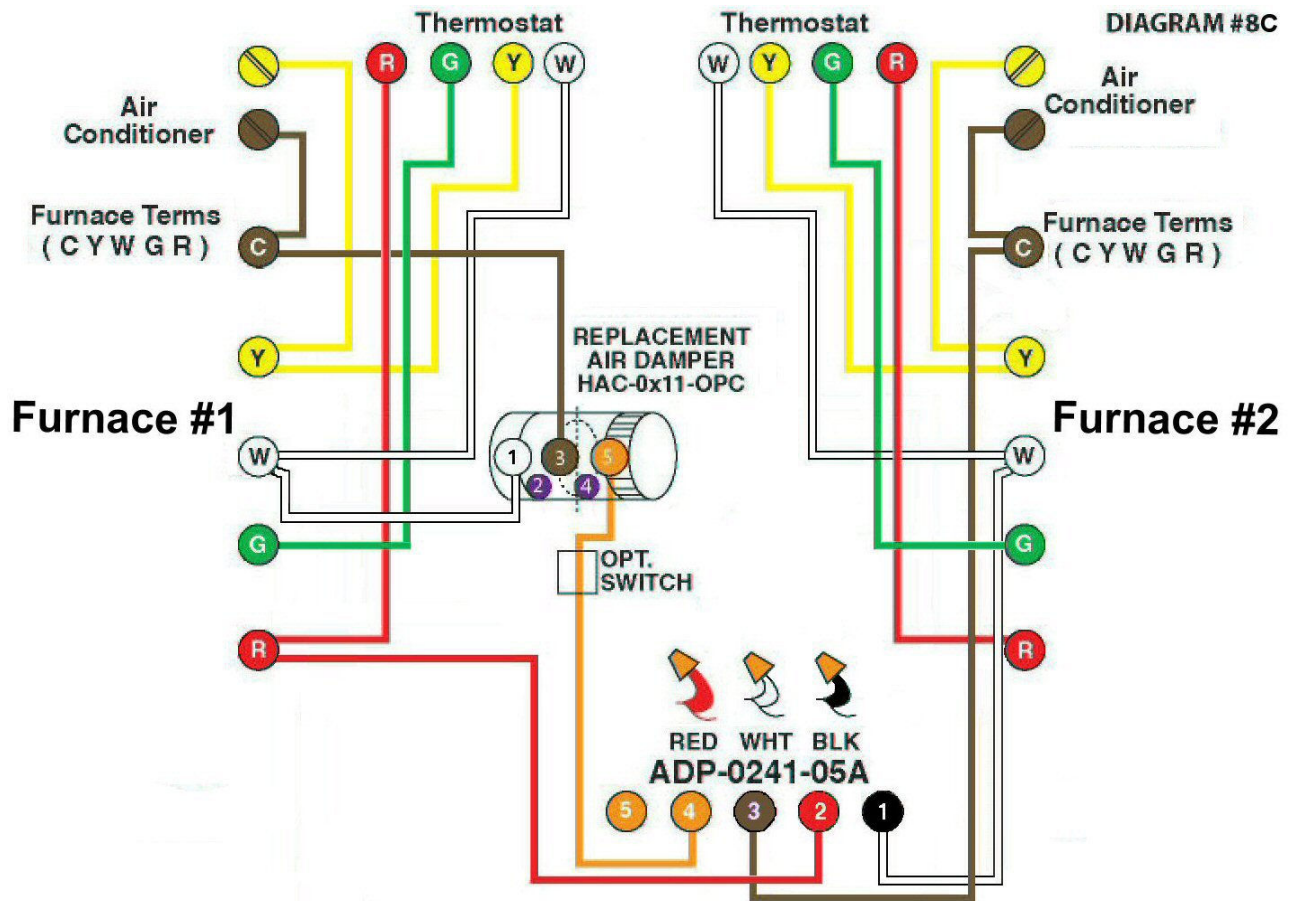 Thermostat
Thermostat
DIAGRAM #8C
R G Y W
W Y G R
Air
Conditioner
Air
Conditioner
Furnace Terms
( C Y W G R )
C
Furnace Terms
( C Y W G R )
C
REPLACEMENT
AIR DAMPER
HAC-0x11-OPC
Y
Y
Furnace #1
Furnace #2
W
1 3 5
2 4
W
G
G
OPT.
SWITCH
R
R
RED WHT BLK
ADP-0241-05A
5 4 3 2 1